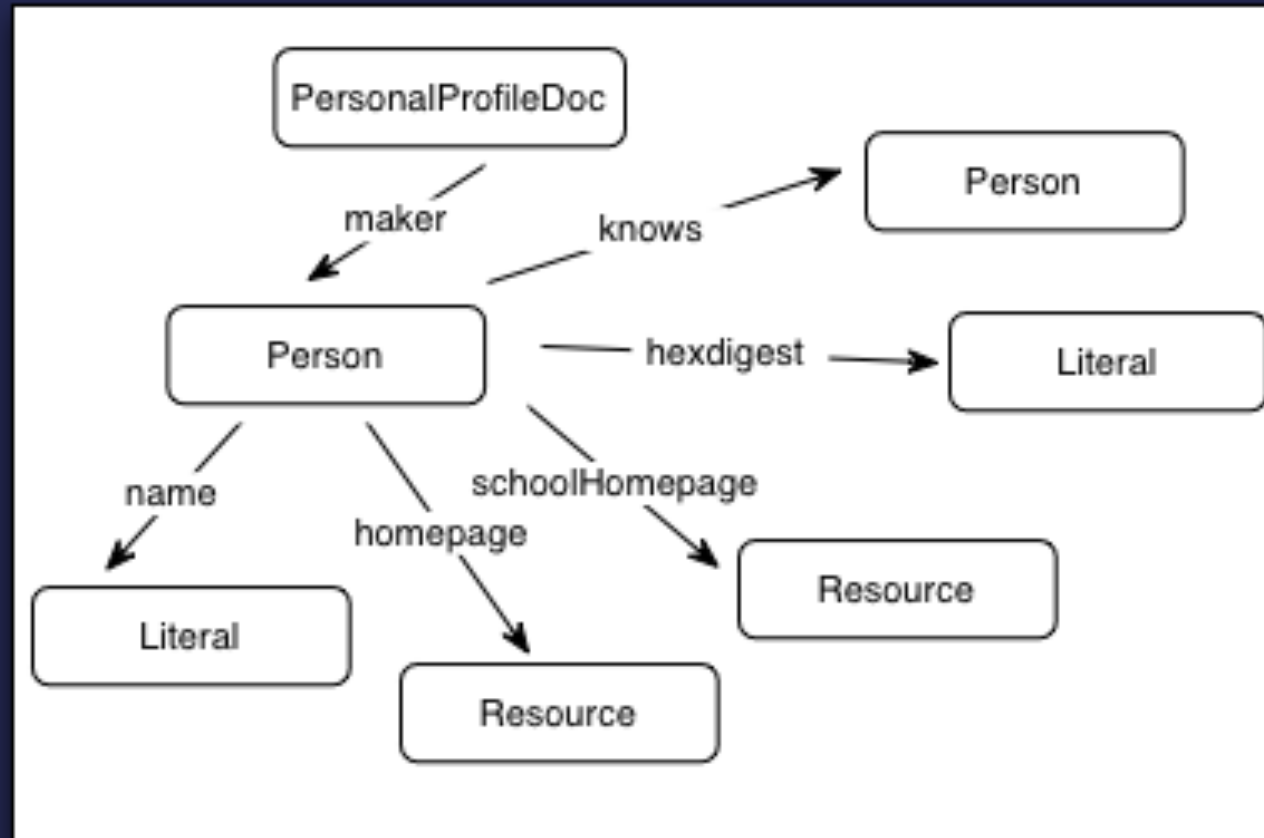 PersonalProfileDoc
Person
maker
knows
Person
hexdigest
Literal
schoolHomepage
name
homepage
Resource
Literal
Resource